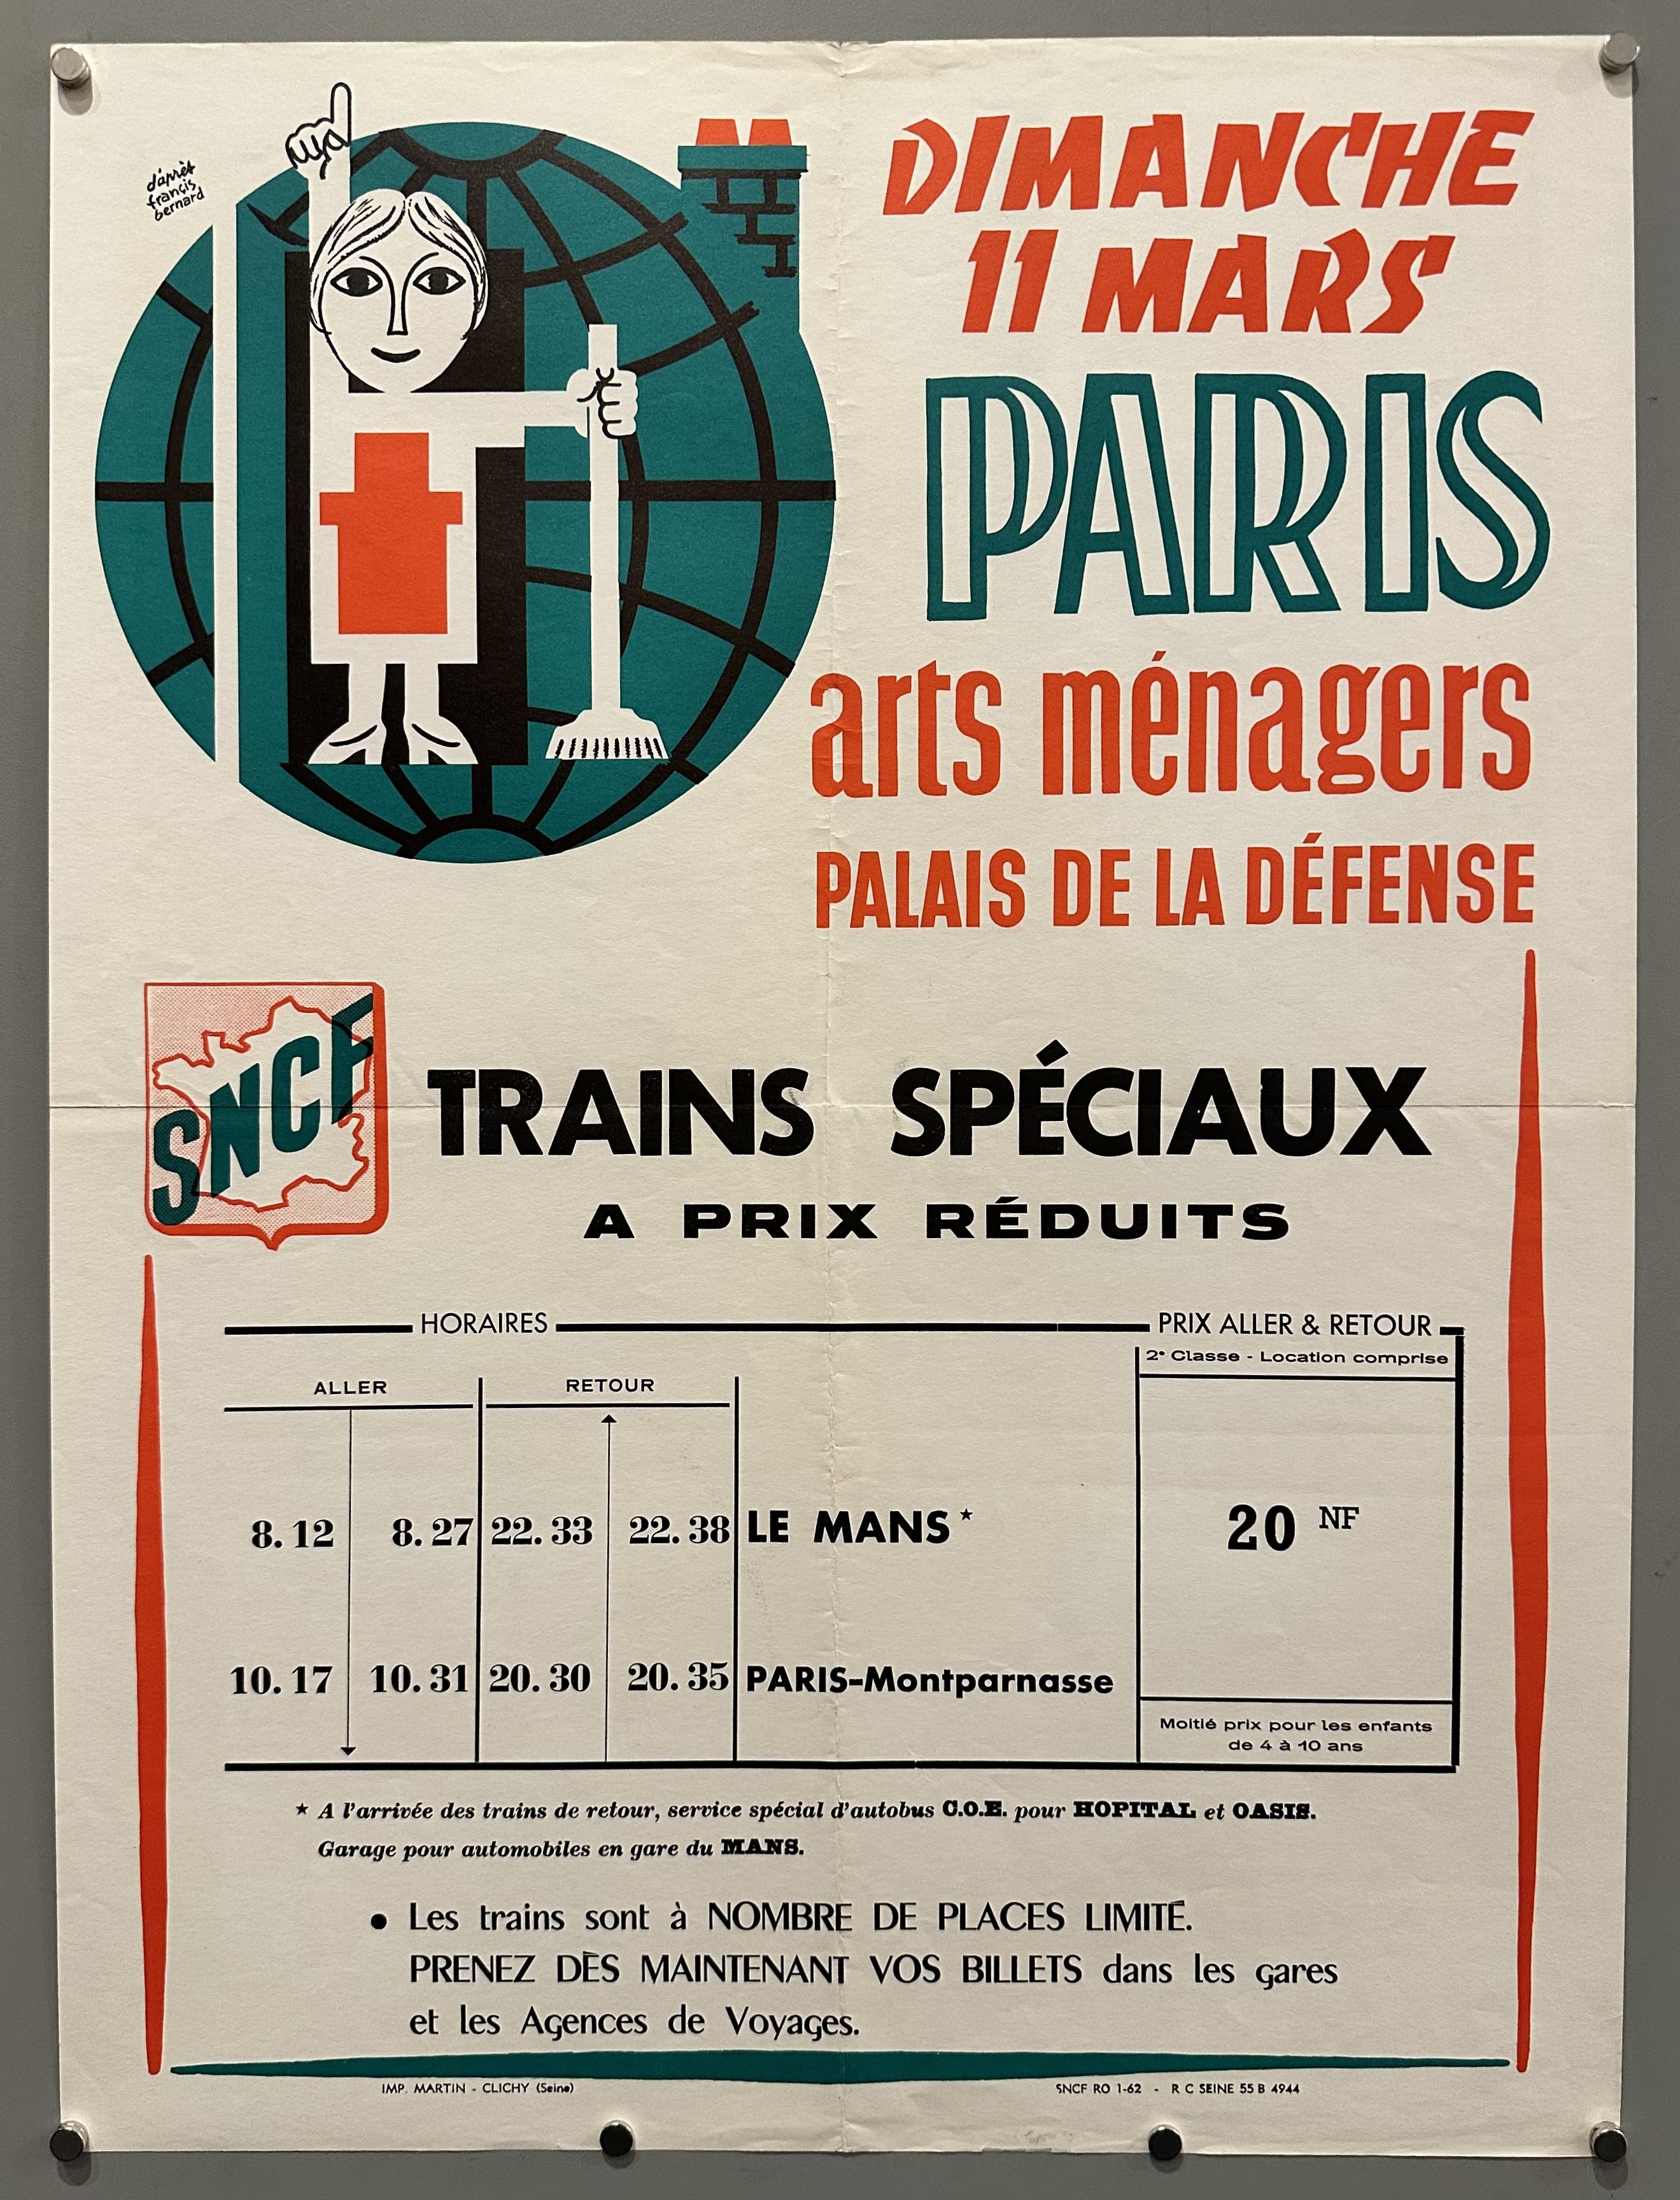 d'après
francis
bernard
DIMANCHE
11 MARS
PARIS
arts ménagers
PALAIS DE LA DÉFENSE
SNCF
TRAINS SPÉCIAUX
A PRIX RÉDUITS
HORAIRES PRIX ALLER & RETOUR
2e Classe - Location comprise
ALLER RETOUR
8.12 8.27 22.33 22.38 LE MANS★ 20 NF
10.17 10.31 20.30 20.35 PARIS-Montparnasse
Moitié prix pour les enfants
de 4 à 10 ans
★ A l'arrivée des trains de retour, service spécial d'autobus C.O.E. pour HOPITAL et OASIS.
Garage pour automobiles en gare du MANS.
● Les trains sont à NOMBRE DE PLACES LIMITÉ.
PRENEZ DÈS MAINTENANT VOS BILLETS dans les gares
et les Agences de Voyages.
IMP. MARTIN - CLICHY (Seine) SNCF RO 1-62 - R C SEINE 55 B 4944